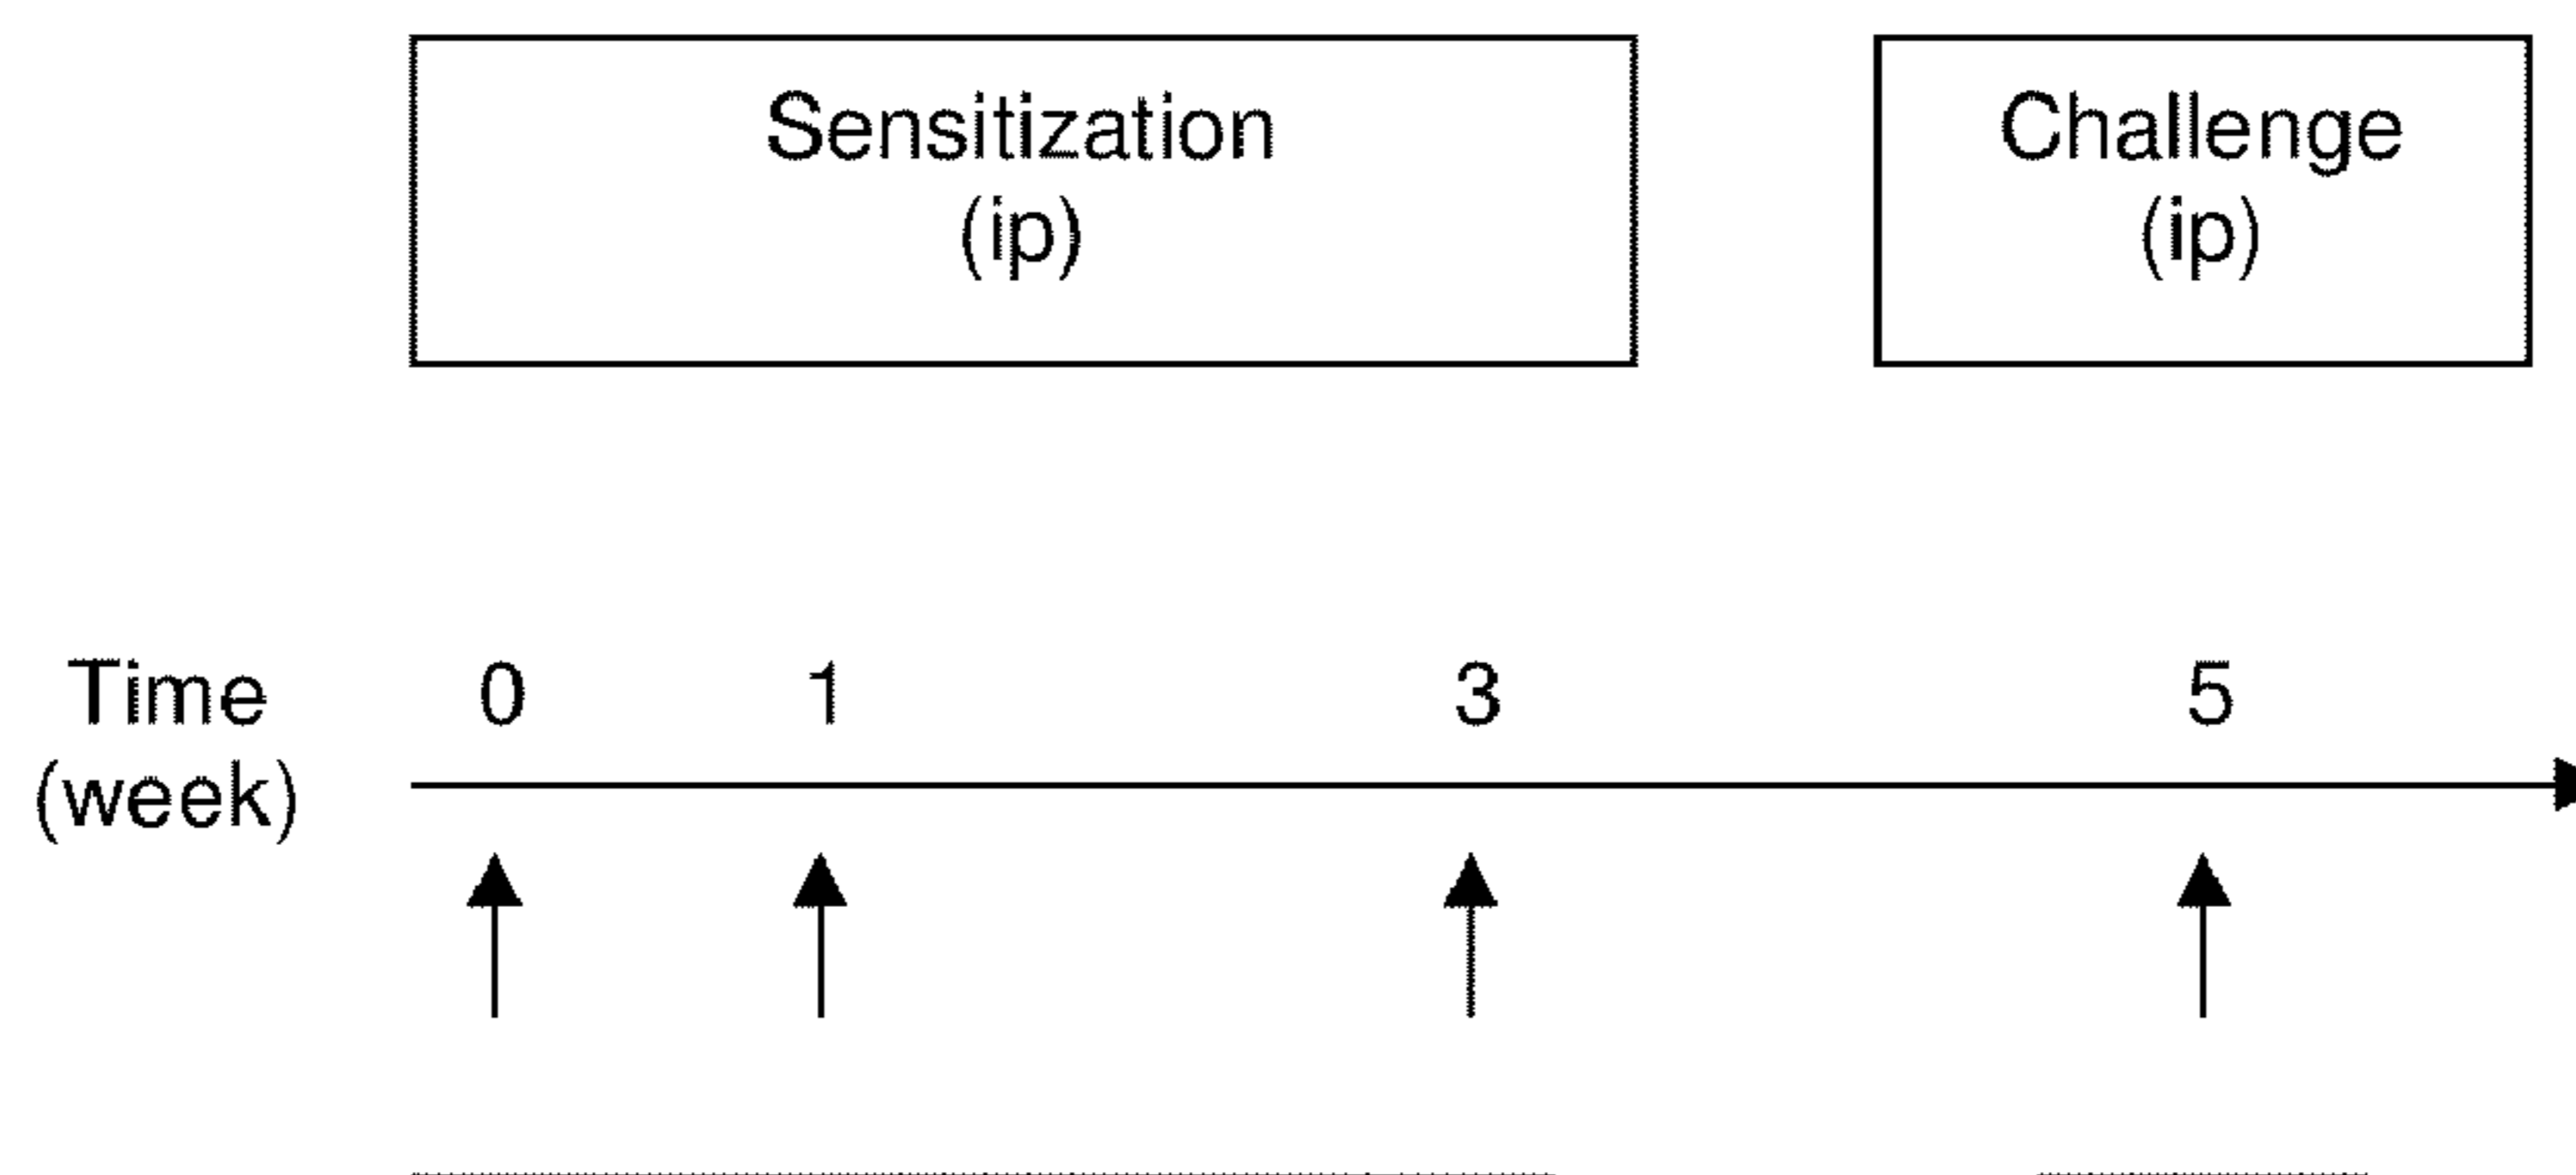 Sensitization
(ip)
Challenge
(ip)
Time
(week)
0 1 3 5